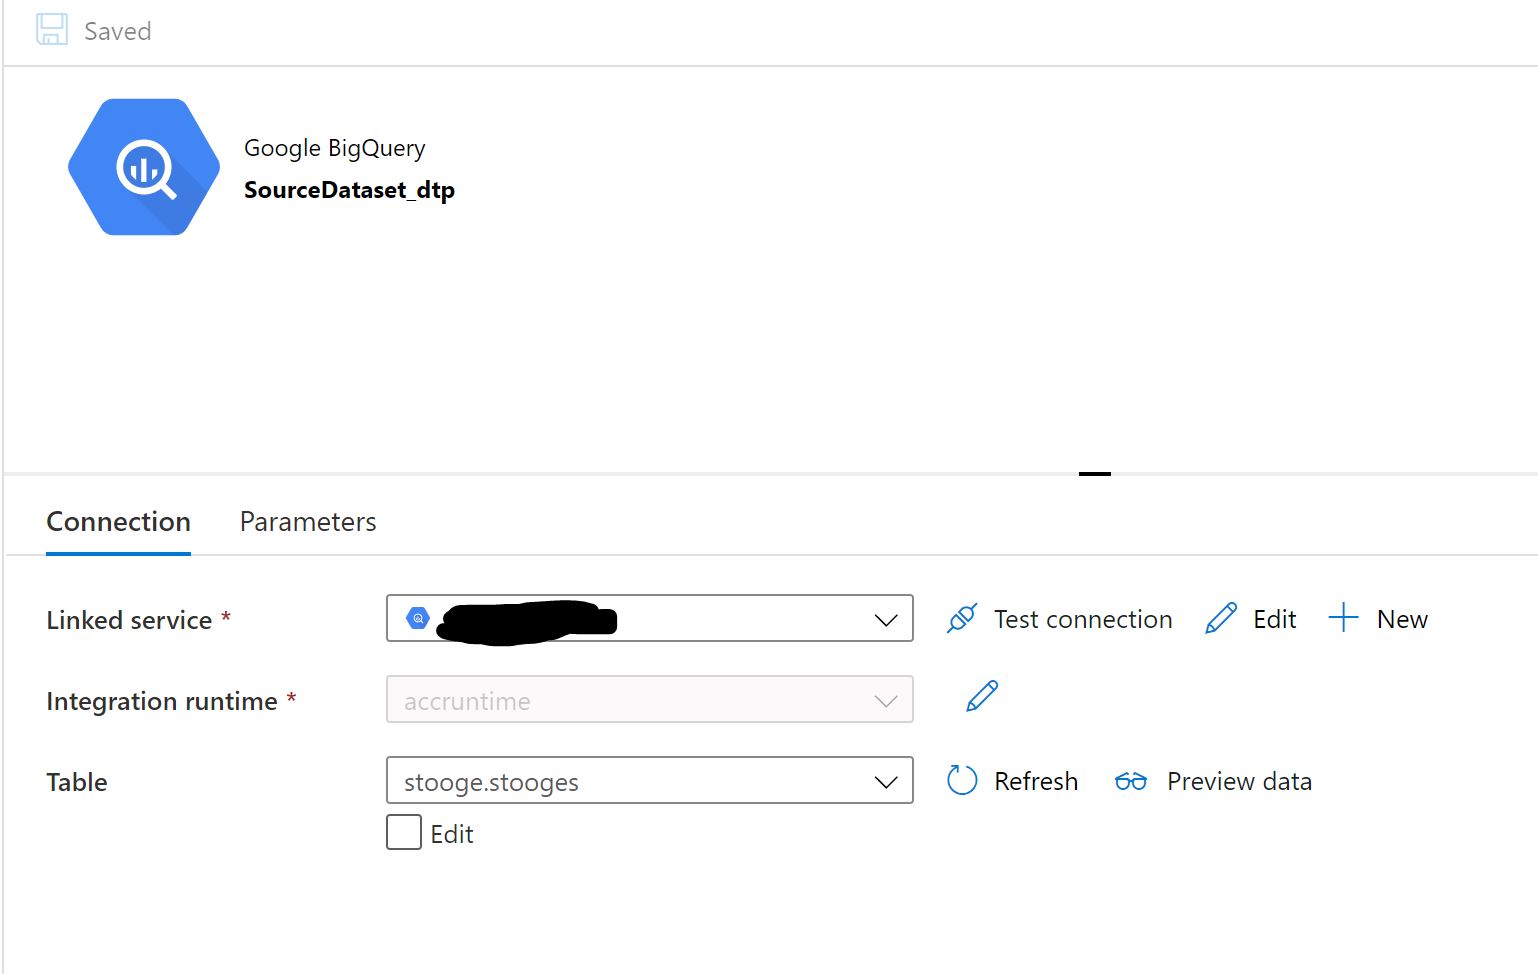 Saved
Google BigQuery
SourceDataset_dtp
Connection Parameters
Linked service * Test connection Edit New
Integration runtime * accruntime
Table stooge.stooges Refresh Preview data
Edit